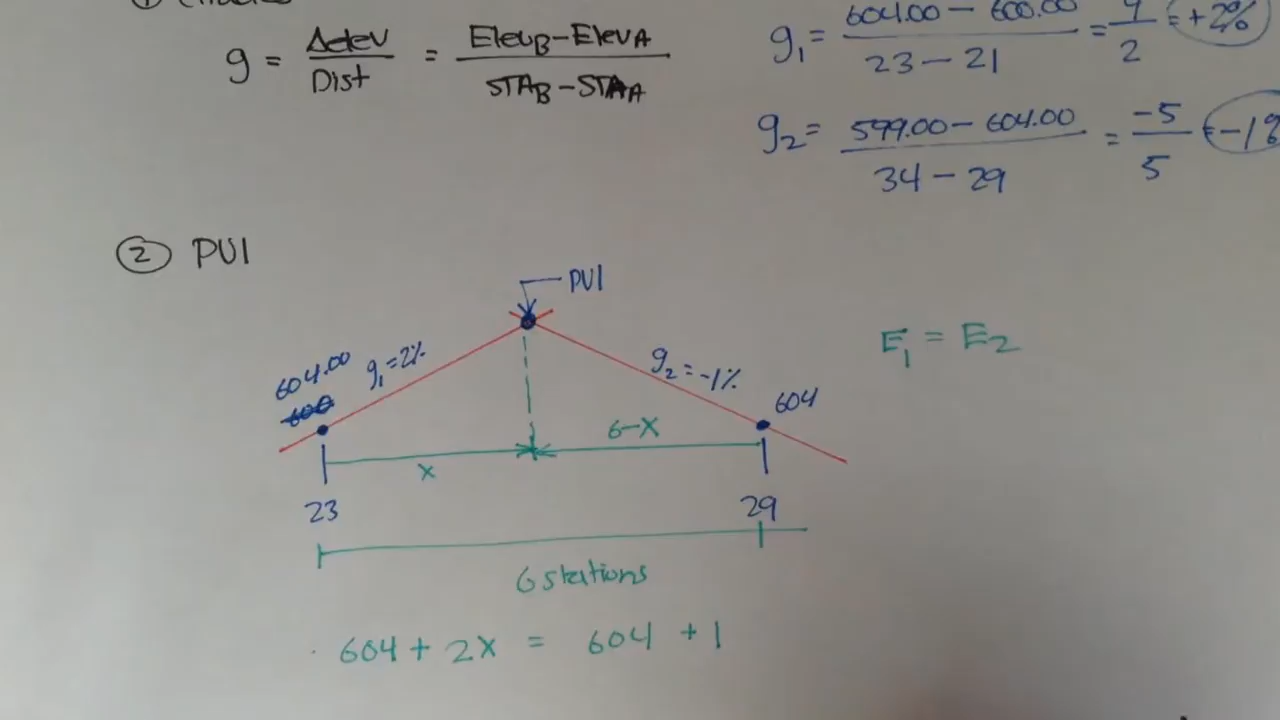 ①
g = Δelev / Dist = ElevB - ElevA / STAB - STAA
g₁ = 604.00 - 600.00 / 23 - 21 = 4 / 2 = +2%
g₂ = 599.00 - 604.00 / 34 - 29 = -5 / 5 = -1%
② PVI
PVI
604.00
600
g₁ = 2%
g₂ = -1%
604
E₁ = E₂
x
6-x
23
29
6 stations
604 + 2x = 604 + 1